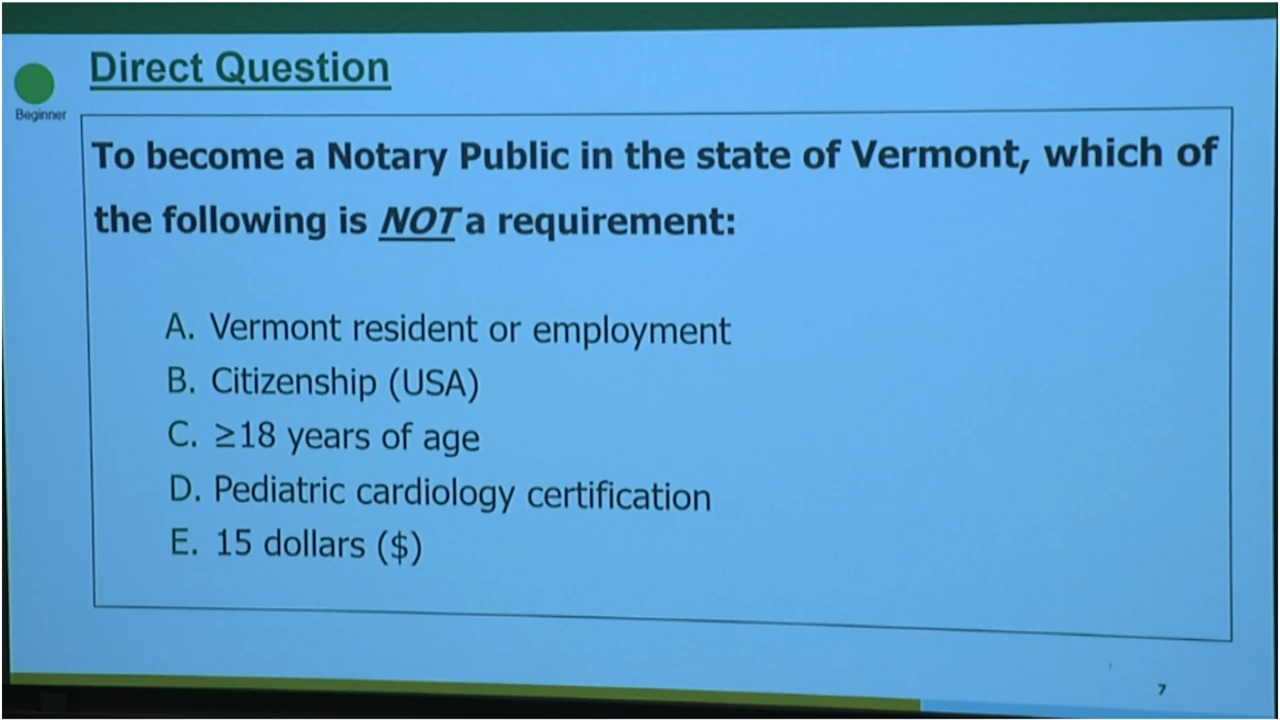 Direct Question
Beginner
To become a Notary Public in the state of Vermont, which of
the following is NOT a requirement:
A. Vermont resident or employment
B. Citizenship (USA)
C. ≥18 years of age
D. Pediatric cardiology certification
E. 15 dollars ($)
7